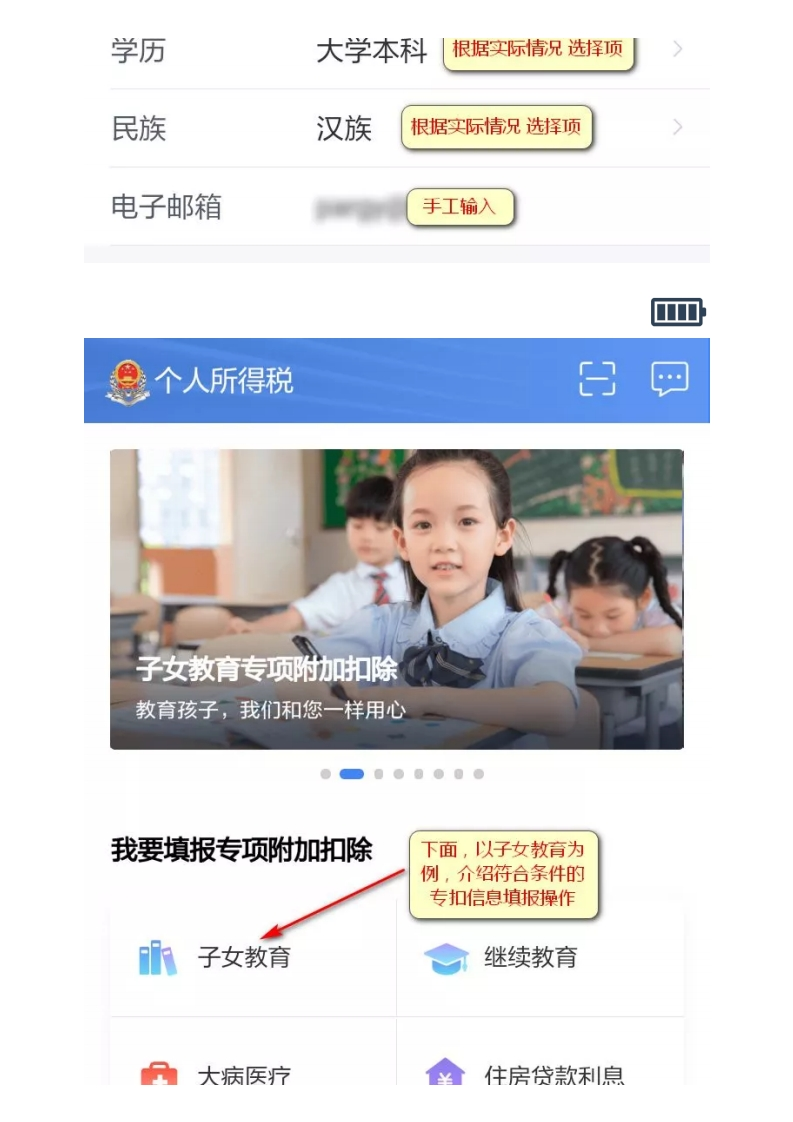 学历 大学本科 根据实际情况 选择项
民族 汉族 根据实际情况 选择项
电子邮箱 手工输入
个人所得税
子女教育专项附加扣除
教育孩子，我们和您一样用心
我要填报专项附加扣除
下面，以子女教育为
例，介绍符合条件的
专扣信息填报操作
子女教育 继续教育
大病医疗 住房贷款利息